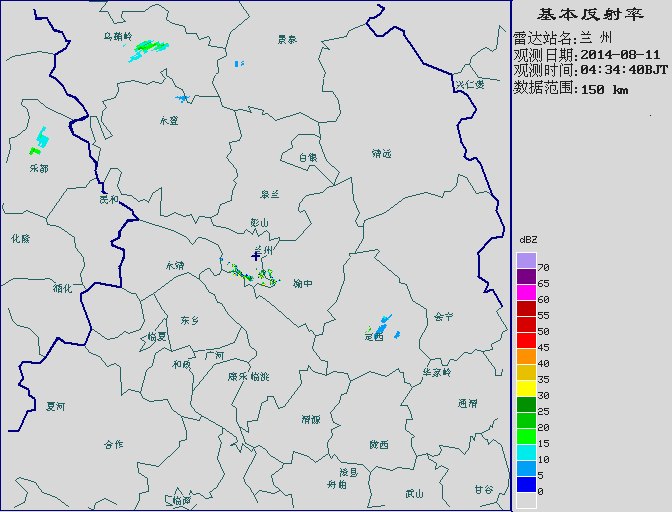 基本反射率
雷达站名:兰 州
观测日期:2014-08-11
观测时间:04:34:40BJT
数据范围:150 km
dBZ
70
65
60
55
50
45
40
35
30
25
20
15
10
5
0
乌鞘岭
景泰
兴仁堡
永登
白银
靖远
乐都
皋兰
民和
彭山
化隆
兰州
永靖
榆中
循化
东乡
会宁
临夏
定西
广河
和政
康乐
临洮
华家岭
夏河
渭源
通渭
合作
陇西
漳县
岷县
武山
甘谷
临潭